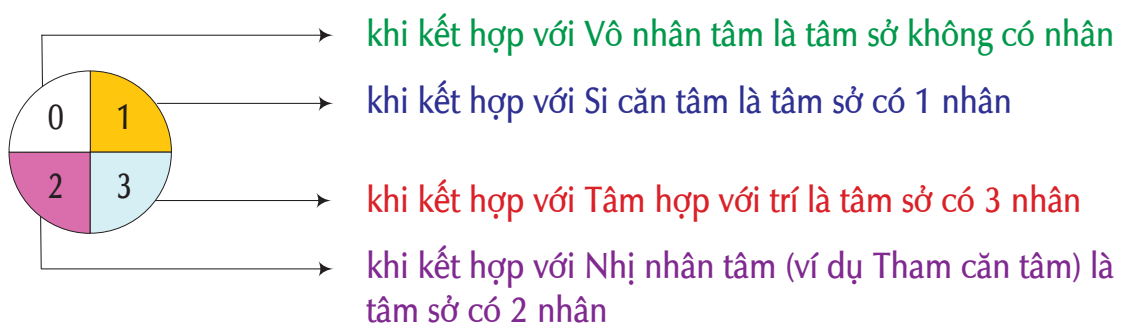 khi kết hợp với Vô nhân tâm là tâm sở không có nhân
khi kết hợp với Si căn tâm là tâm sở có 1 nhân
0 1
2 3
khi kết hợp với Tâm hợp với trí là tâm sở có 3 nhân
khi kết hợp với Nhị nhân tâm (ví dụ Tham căn tâm) là
tâm sở có 2 nhân